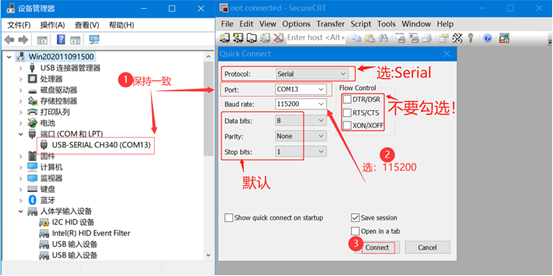 设备管理器
文件(F) 操作(A) 查看(V) 帮助(H)
Win2020110915​00
USB 连接器管理器
处理器
磁盘驱动器
存储控制器
打印队列
电池
端口 (COM 和 LPT)
USB-SERIAL CH340 (COM13)
固件
计算机
监视器
键盘
蓝牙
人体学输入设备
I2C HID 设备
Intel(R) HID Event Filter
USB 输入设备
USB 输入设备
1 保持一致
not connected - SecureCRT
File Edit View Options Transfer Script Tools Window Help
Enter host <Alt+
Quick Connect
Protocol: Serial
选:Serial
Port: COM13
Baud rate: 115200
Flow Control
DTR/DSR
RTS/CTS
XON/XOFF
不要勾选!
Data bits: 8
Parity: None
Stop bits: 1
默认
2
选：115200
Show quick connect on startup
Save session
Open in a tab
3 Connect
Cancel